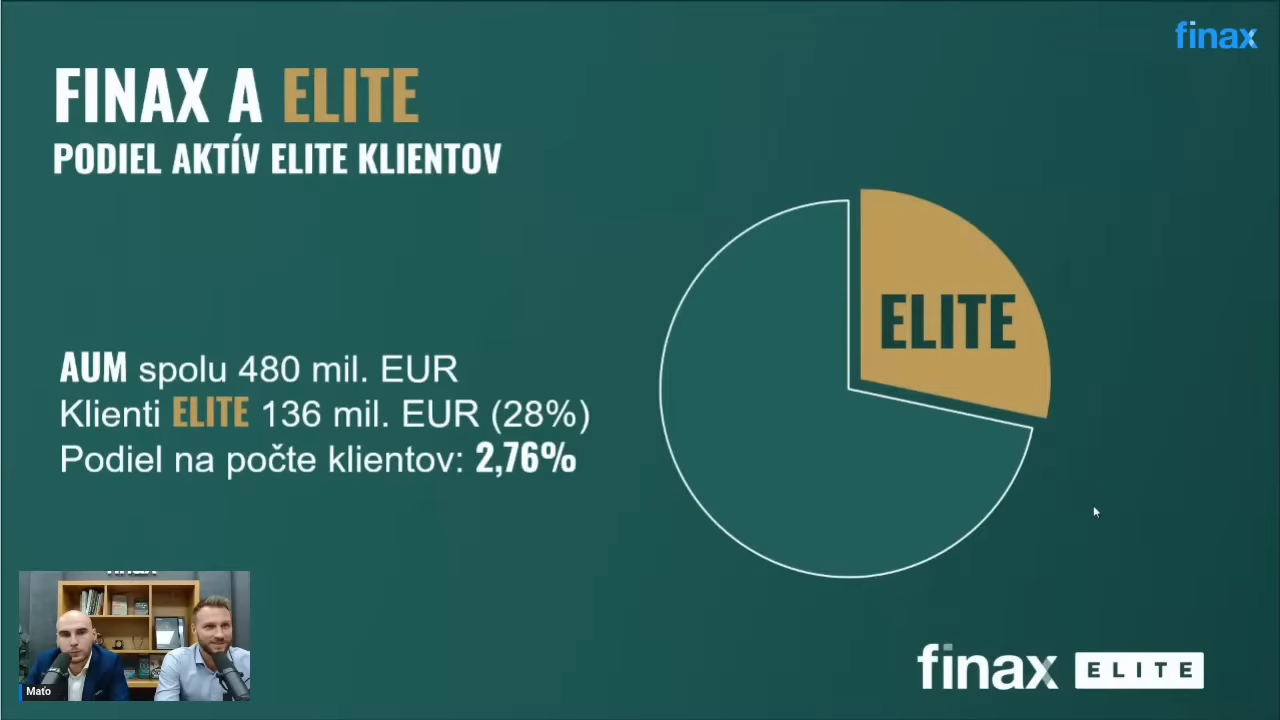 finax
FINAX A ELITE
PODIEL AKTÍV ELITE KLIENTOV
ELITE
AUM spolu 480 mil. EUR
Klienti ELITE 136 mil. EUR (28%)
Podiel na počte klientov: 2,76%
finax
Maťo
finax ELITE